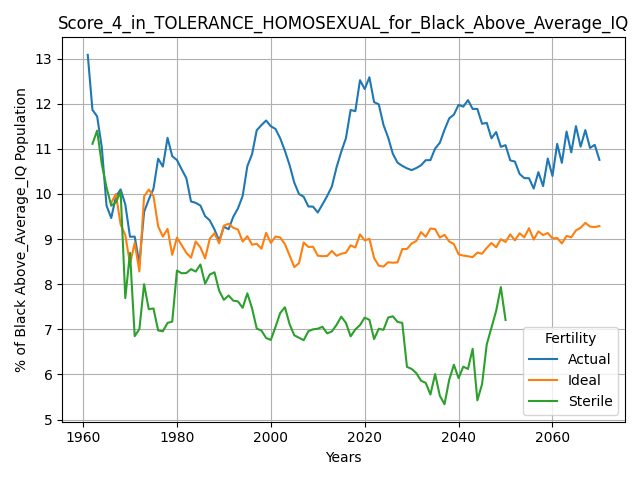 Score_4_in_TOLERANCE_HOMOSEXUAL_for_Black_Above_Average_IQ
% of Black Above_Average_IQ Population
13
12
11
10
9
8
7
6
5
1960
1980
2000
2020
2040
2060
Years
Fertility
Actual
Ideal
Sterile